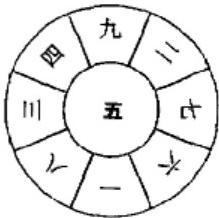 四 九 二
三 五 七
八 一 六